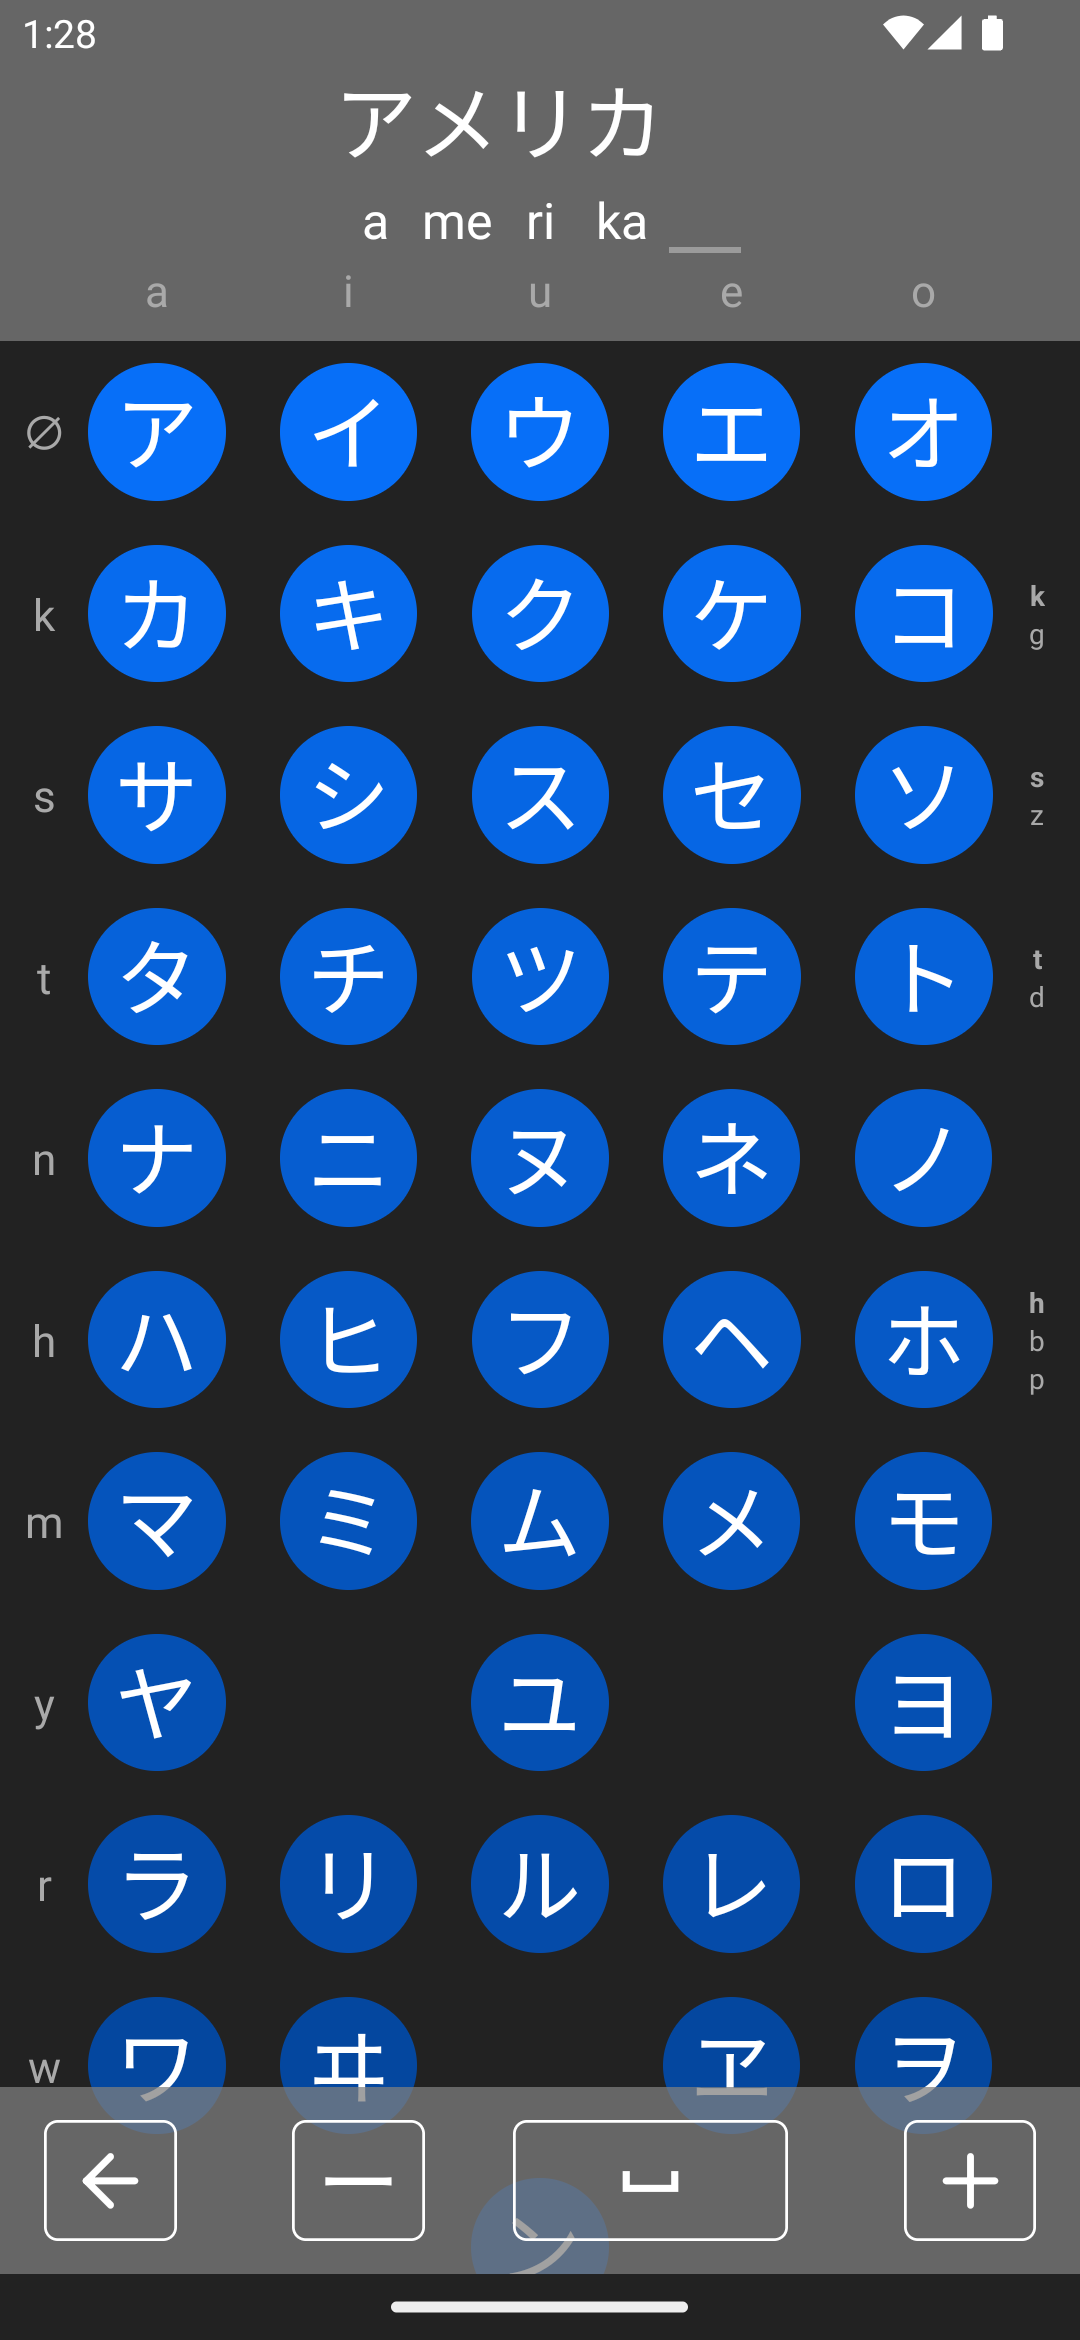 1:28
アメリカ
a me ri ka
a i u e o
∅ ア イ ウ エ オ
k カ キ ク ケ コ k g
s サ シ ス セ ソ s z
t タ チ ツ テ ト t d
n ナ ニ ヌ ネ ノ
h ハ ヒ フ ヘ ホ h b p
m マ ミ ム メ モ
y ヤ ユ ヨ
r ラ リ ル レ ロ
w ワ ヰ ヱ ヲ
ン
ー